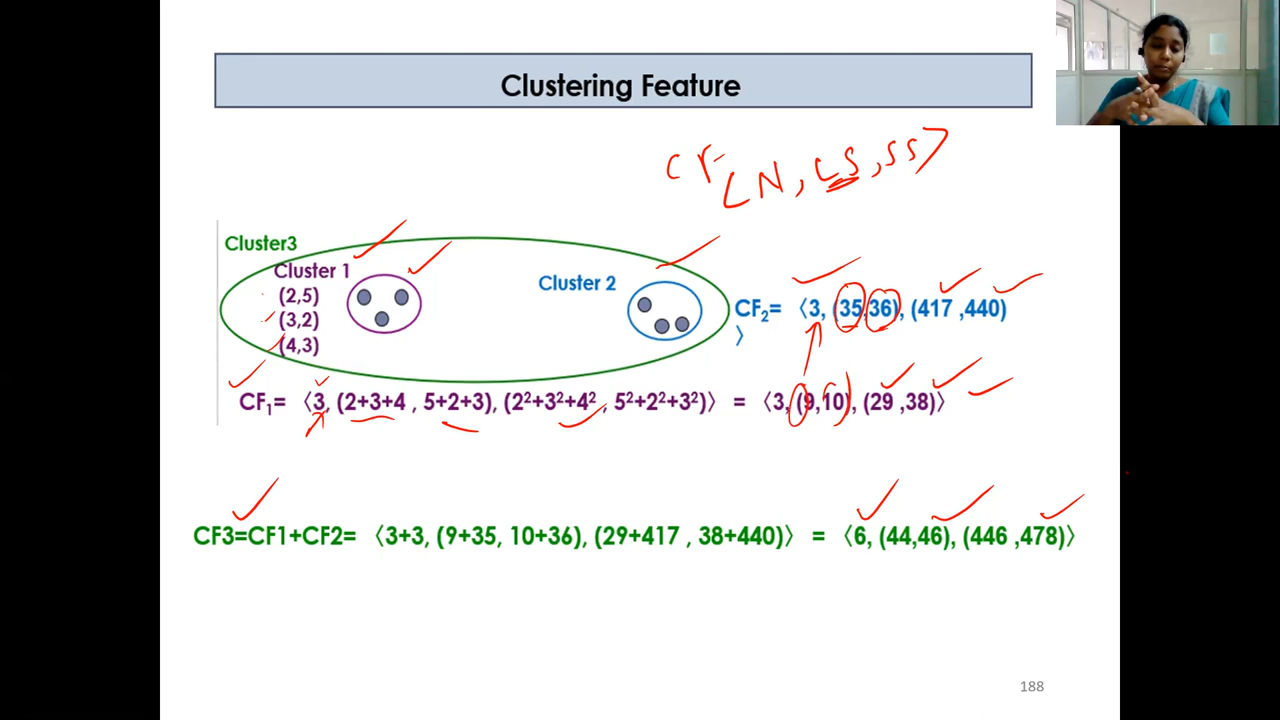 Clustering Feature
CF ⟨N, LS, SS⟩
Cluster3
Cluster 1
(2,5)
(3,2)
(4,3)
Cluster 2
CF₂= ⟨3, (35,36), (417 ,440)
⟩
CF₁= ⟨3, (2+3+4 , 5+2+3), (2²+3²+4² , 5²+2²+3²)⟩ = ⟨3, (9,10), (29 ,38)⟩
CF3=CF1+CF2= ⟨3+3, (9+35, 10+36), (29+417 , 38+440)⟩ = ⟨6, (44,46), (446 ,478)⟩
188